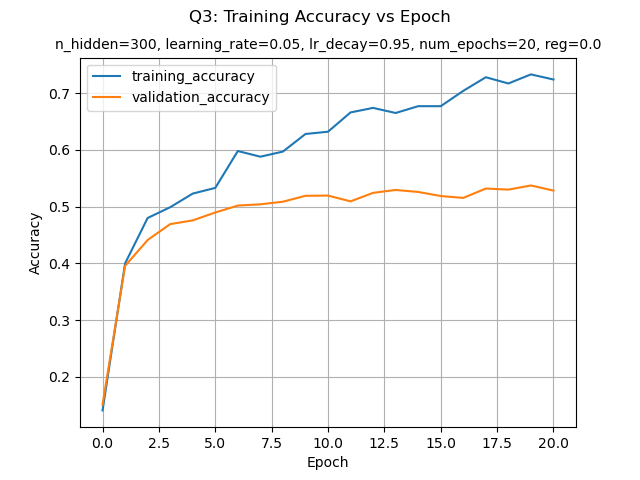 Q3: Training Accuracy vs Epoch
n_hidden=300, learning_rate=0.05, lr_decay=0.95, num_epochs=20, reg=0.0
training_accuracy
validation_accuracy
0.7
0.6
0.5
0.4
0.3
0.2
Accuracy
0.0 2.5 5.0 7.5 10.0 12.5 15.0 17.5 20.0
Epoch